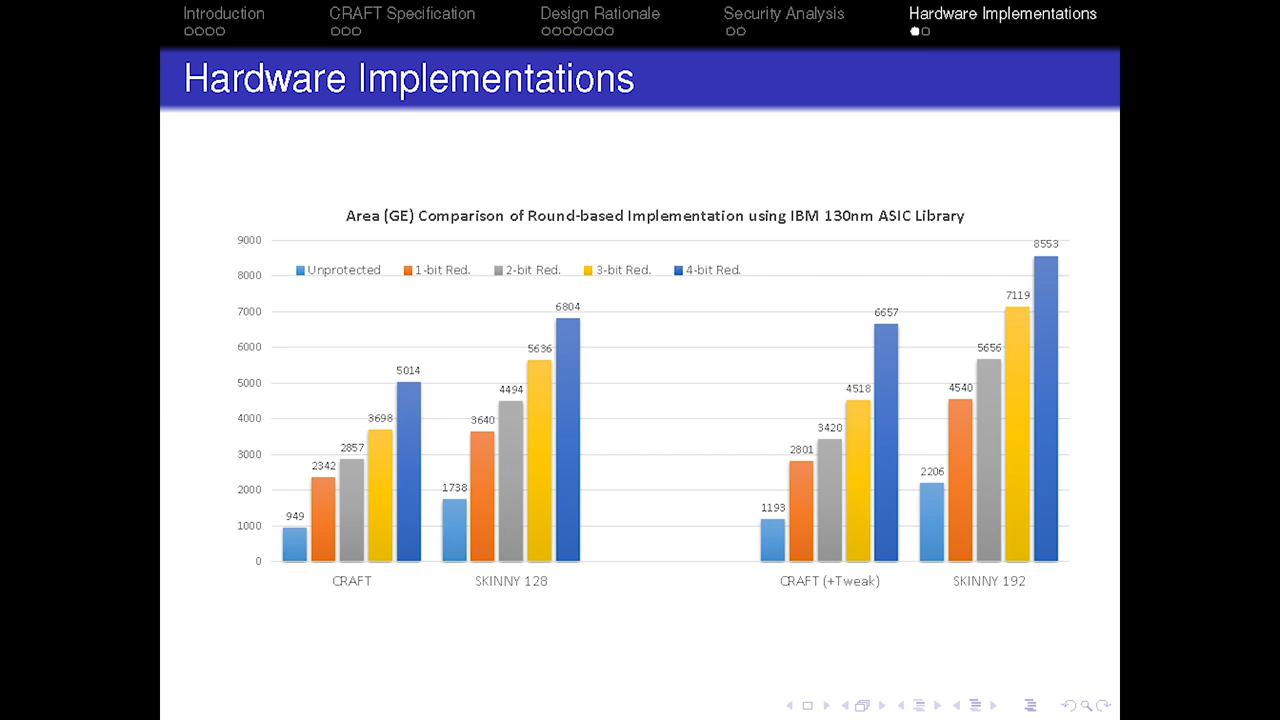 Introduction CRAFT Specification Design Rationale Security Analysis Hardware Implementations
Hardware Implementations
Area (GE) Comparison of Round-based Implementation using IBM 130nm ASIC Library
9000
8000
7000
6000
5000
4000
3000
2000
1000
0
Unprotected 1-bit Red. 2-bit Red. 3-bit Red. 4-bit Red.
949 2342 2857 3698 5014
1738 3640 4494 5636 6804
1193 2801 3420 4518 6657
2206 4540 5656 7119 8553
CRAFT SKINNY 128 CRAFT (+Tweak) SKINNY 192